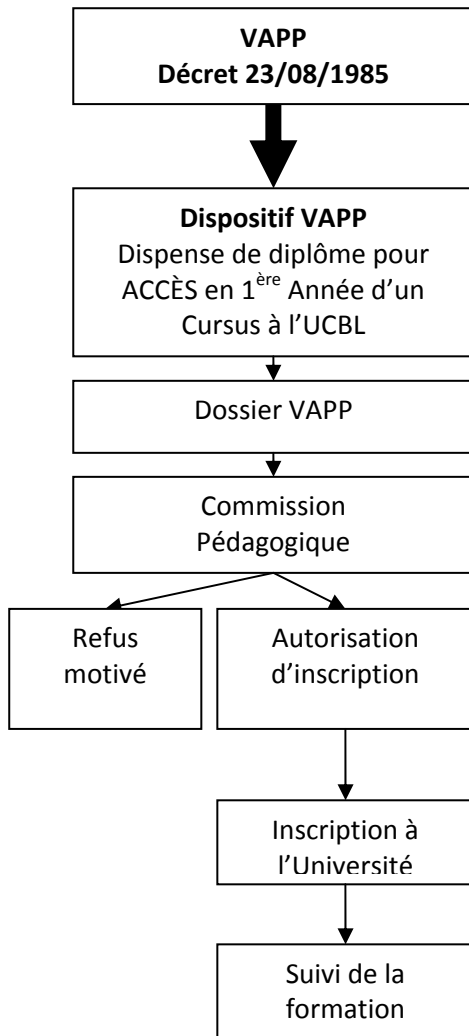 VAPP
Décret 23/08/1985
Dispositif VAPP
Dispense de diplôme pour
ACCÈS en 1ère Année d’un
Cursus à l’UCBL
Dossier VAPP
Commission
Pédagogique
Refus
motivé
Autorisation
d’inscription
Inscription à
l’Université
Suivi de la
formation